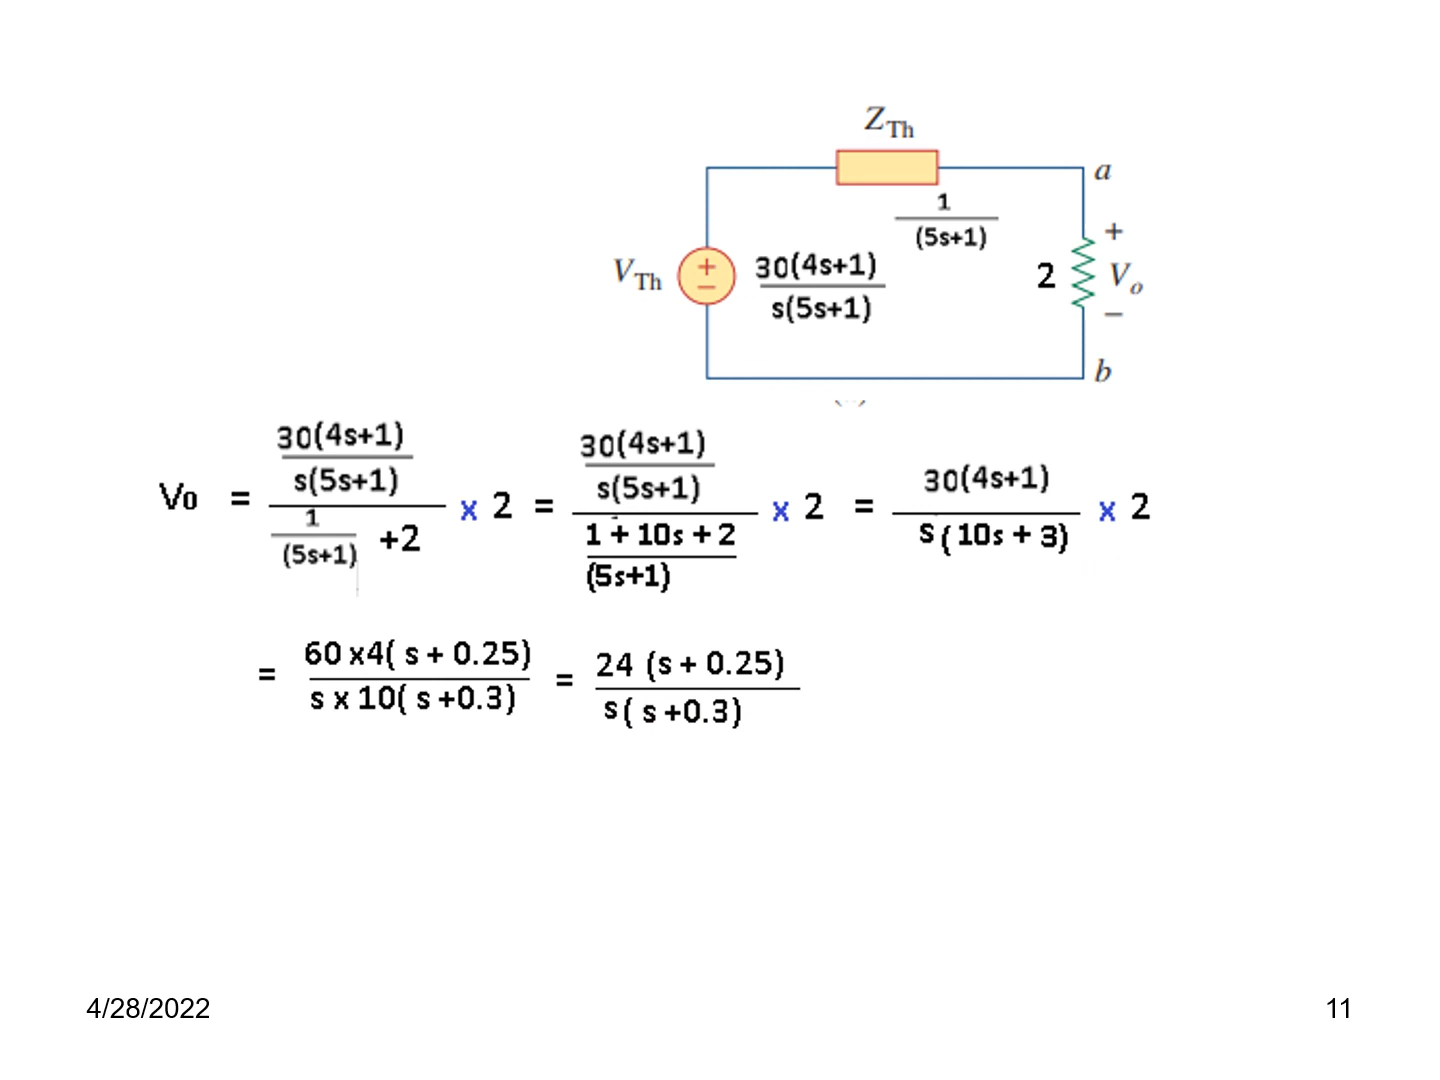 Z_Th
a
1
(5s+1)
+
V_Th
+
−
30(4s+1)
s(5s+1)
2
V_o
−
b
Vo = 30(4s+1) / s(5s+1) / 1 / (5s+1) +2 x 2 = 30(4s+1) / s(5s+1) / 1 + 10s + 2 / (5s+1) x 2 = 30(4s+1) / s(10s + 3) x 2
= 60 x4( s + 0.25) / s x 10( s +0.3) = 24 (s + 0.25) / s( s +0.3)
4/28/2022
11